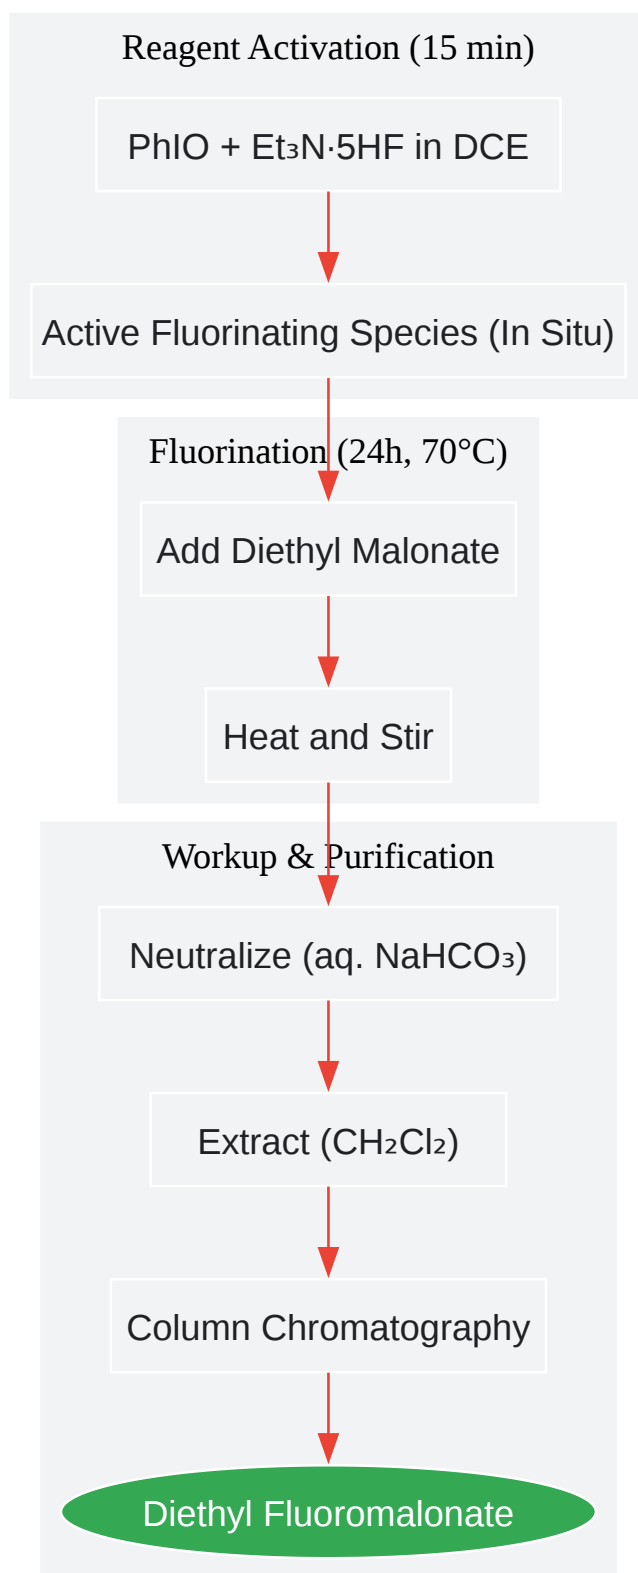 Reagent Activation (15 min)
PhIO + Et₃N·5HF in DCE
Active Fluorinating Species (In Situ)
Fluorination (24h, 70°C)
Add Diethyl Malonate
Heat and Stir
Workup & Purification
Neutralize (aq. NaHCO₃)
Extract (CH₂Cl₂)
Column Chromatography
Diethyl Fluoromalonate